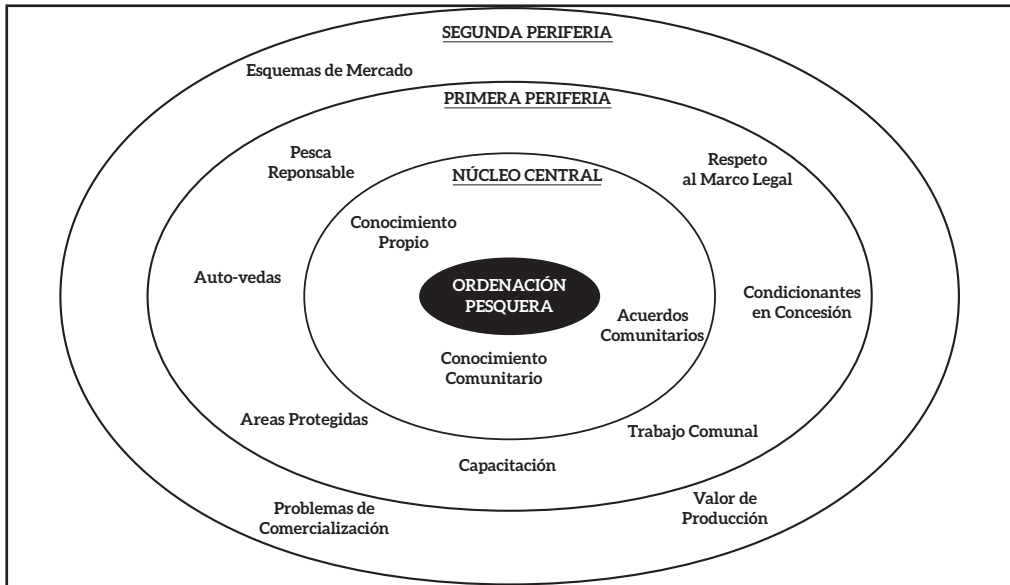 SEGUNDA PERIFERIA
Esquemas de Mercado
PRIMERA PERIFERIA
Pesca
Reponsable
Respeto
al Marco Legal
NÚCLEO CENTRAL
Conocimiento
Propio
Auto-vedas
ORDENACIÓN
PESQUERA
Condicionantes
en Concesión
Acuerdos
Comunitarios
Conocimiento
Comunitario
Areas Protegidas
Trabajo Comunal
Capacitación
Problemas de
Comercialización
Valor de
Producción